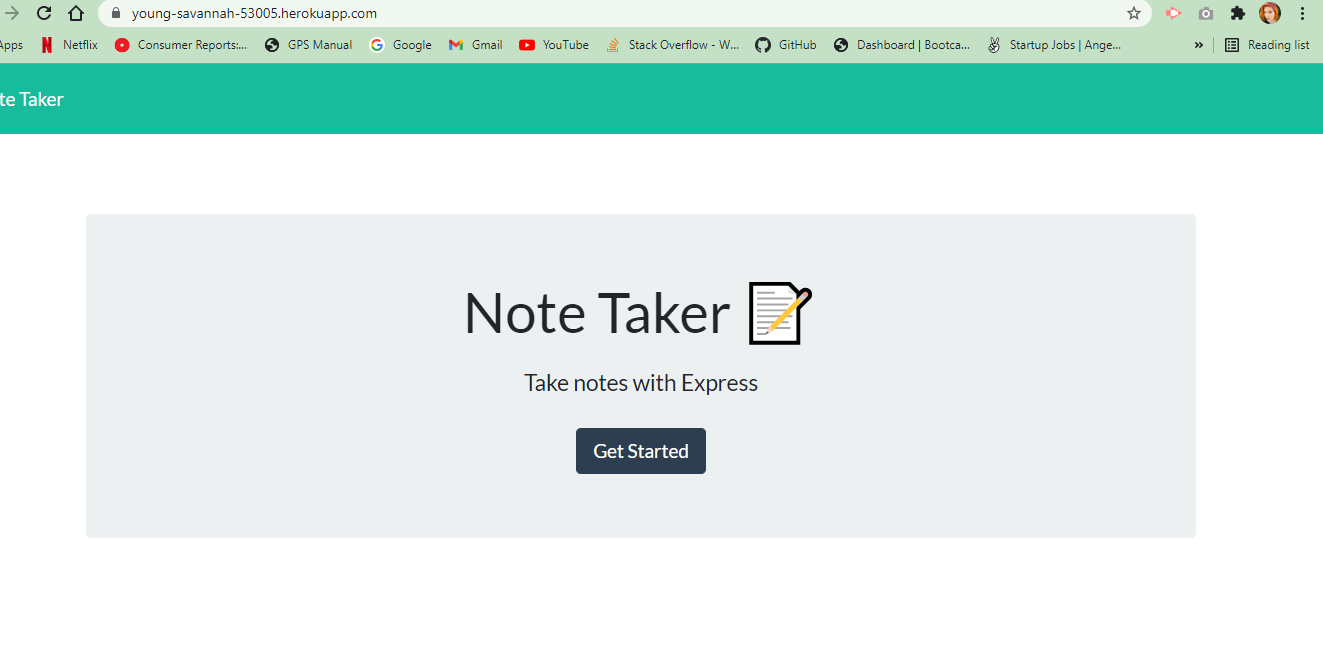 young-savannah-53005.herokuapp.com
Apps Netflix Consumer Reports:... GPS Manual Google Gmail YouTube Stack Overflow - W... GitHub Dashboard | Bootca... Startup Jobs | Ange... » Reading list
te Taker
Note Taker
Take notes with Express
Get Started